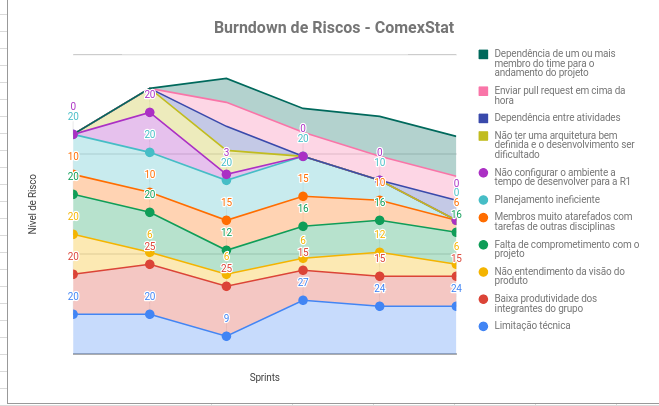 Burndown de Riscos - ComexStat
Nível de Risco
0
20
10
20
20
20
20
20
20
10
20
6
25
20
3
20
15
12
6
25
9
0
20
15
16
6
15
27
0
10
10
16
12
15
24
0
0
6
16
6
15
24
Sprints
Dependência de um ou mais
membro do time para o
andamento do projeto
Enviar pull request em cima da
hora
Dependência entre atividades
Não ter uma arquitetura bem
definida e o desenvolvimento ser
dificultado
Não configurar o ambiente a
tempo de desenvolver para a R1
Planejamento ineficiente
Membros muito atarefados com
tarefas de outras disciplinas
Falta de comprometimento com o
projeto
Não entendimento da visão do
produto
Baixa produtividade dos
integrantes do grupo
Limitação técnica